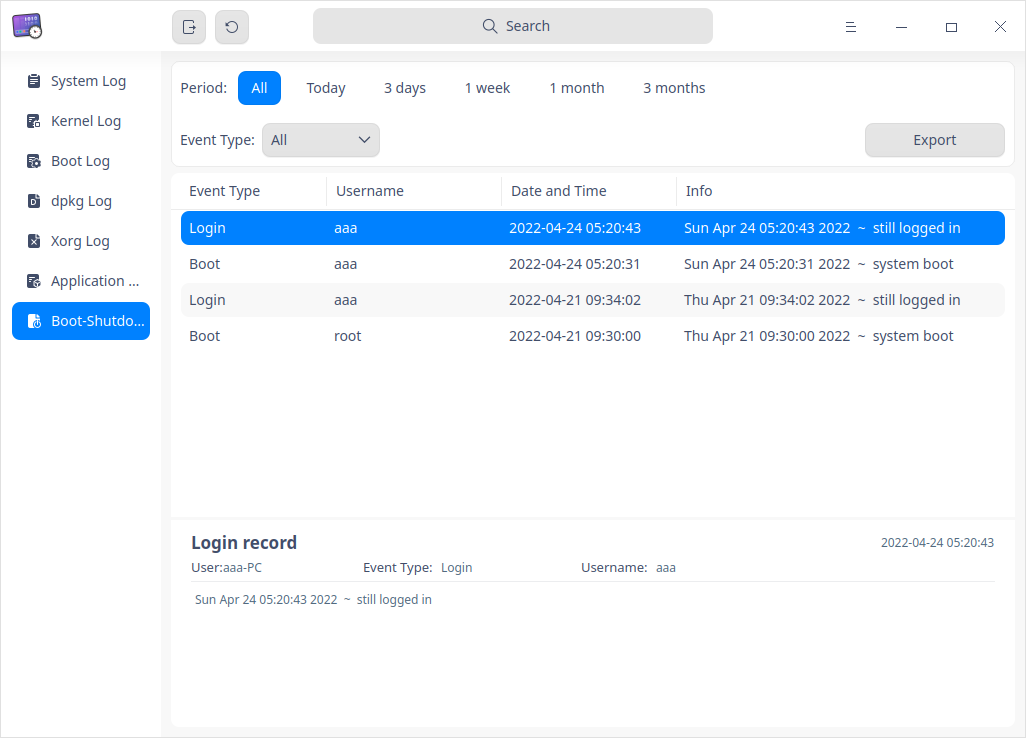 Search
System Log
Kernel Log
Boot Log
dpkg Log
Xorg Log
Application ...
Boot-Shutdo...
Period: All Today 3 days 1 week 1 month 3 months
Event Type: All Export
Event Type Username Date and Time Info
Login aaa 2022-04-24 05:20:43 Sun Apr 24 05:20:43 2022 ~ still logged in
Boot aaa 2022-04-24 05:20:31 Sun Apr 24 05:20:31 2022 ~ system boot
Login aaa 2022-04-21 09:34:02 Thu Apr 21 09:34:02 2022 ~ still logged in
Boot root 2022-04-21 09:30:00 Thu Apr 21 09:30:00 2022 ~ system boot
Login record 2022-04-24 05:20:43
User:aaa-PC Event Type: Login Username: aaa
Sun Apr 24 05:20:43 2022 ~ still logged in